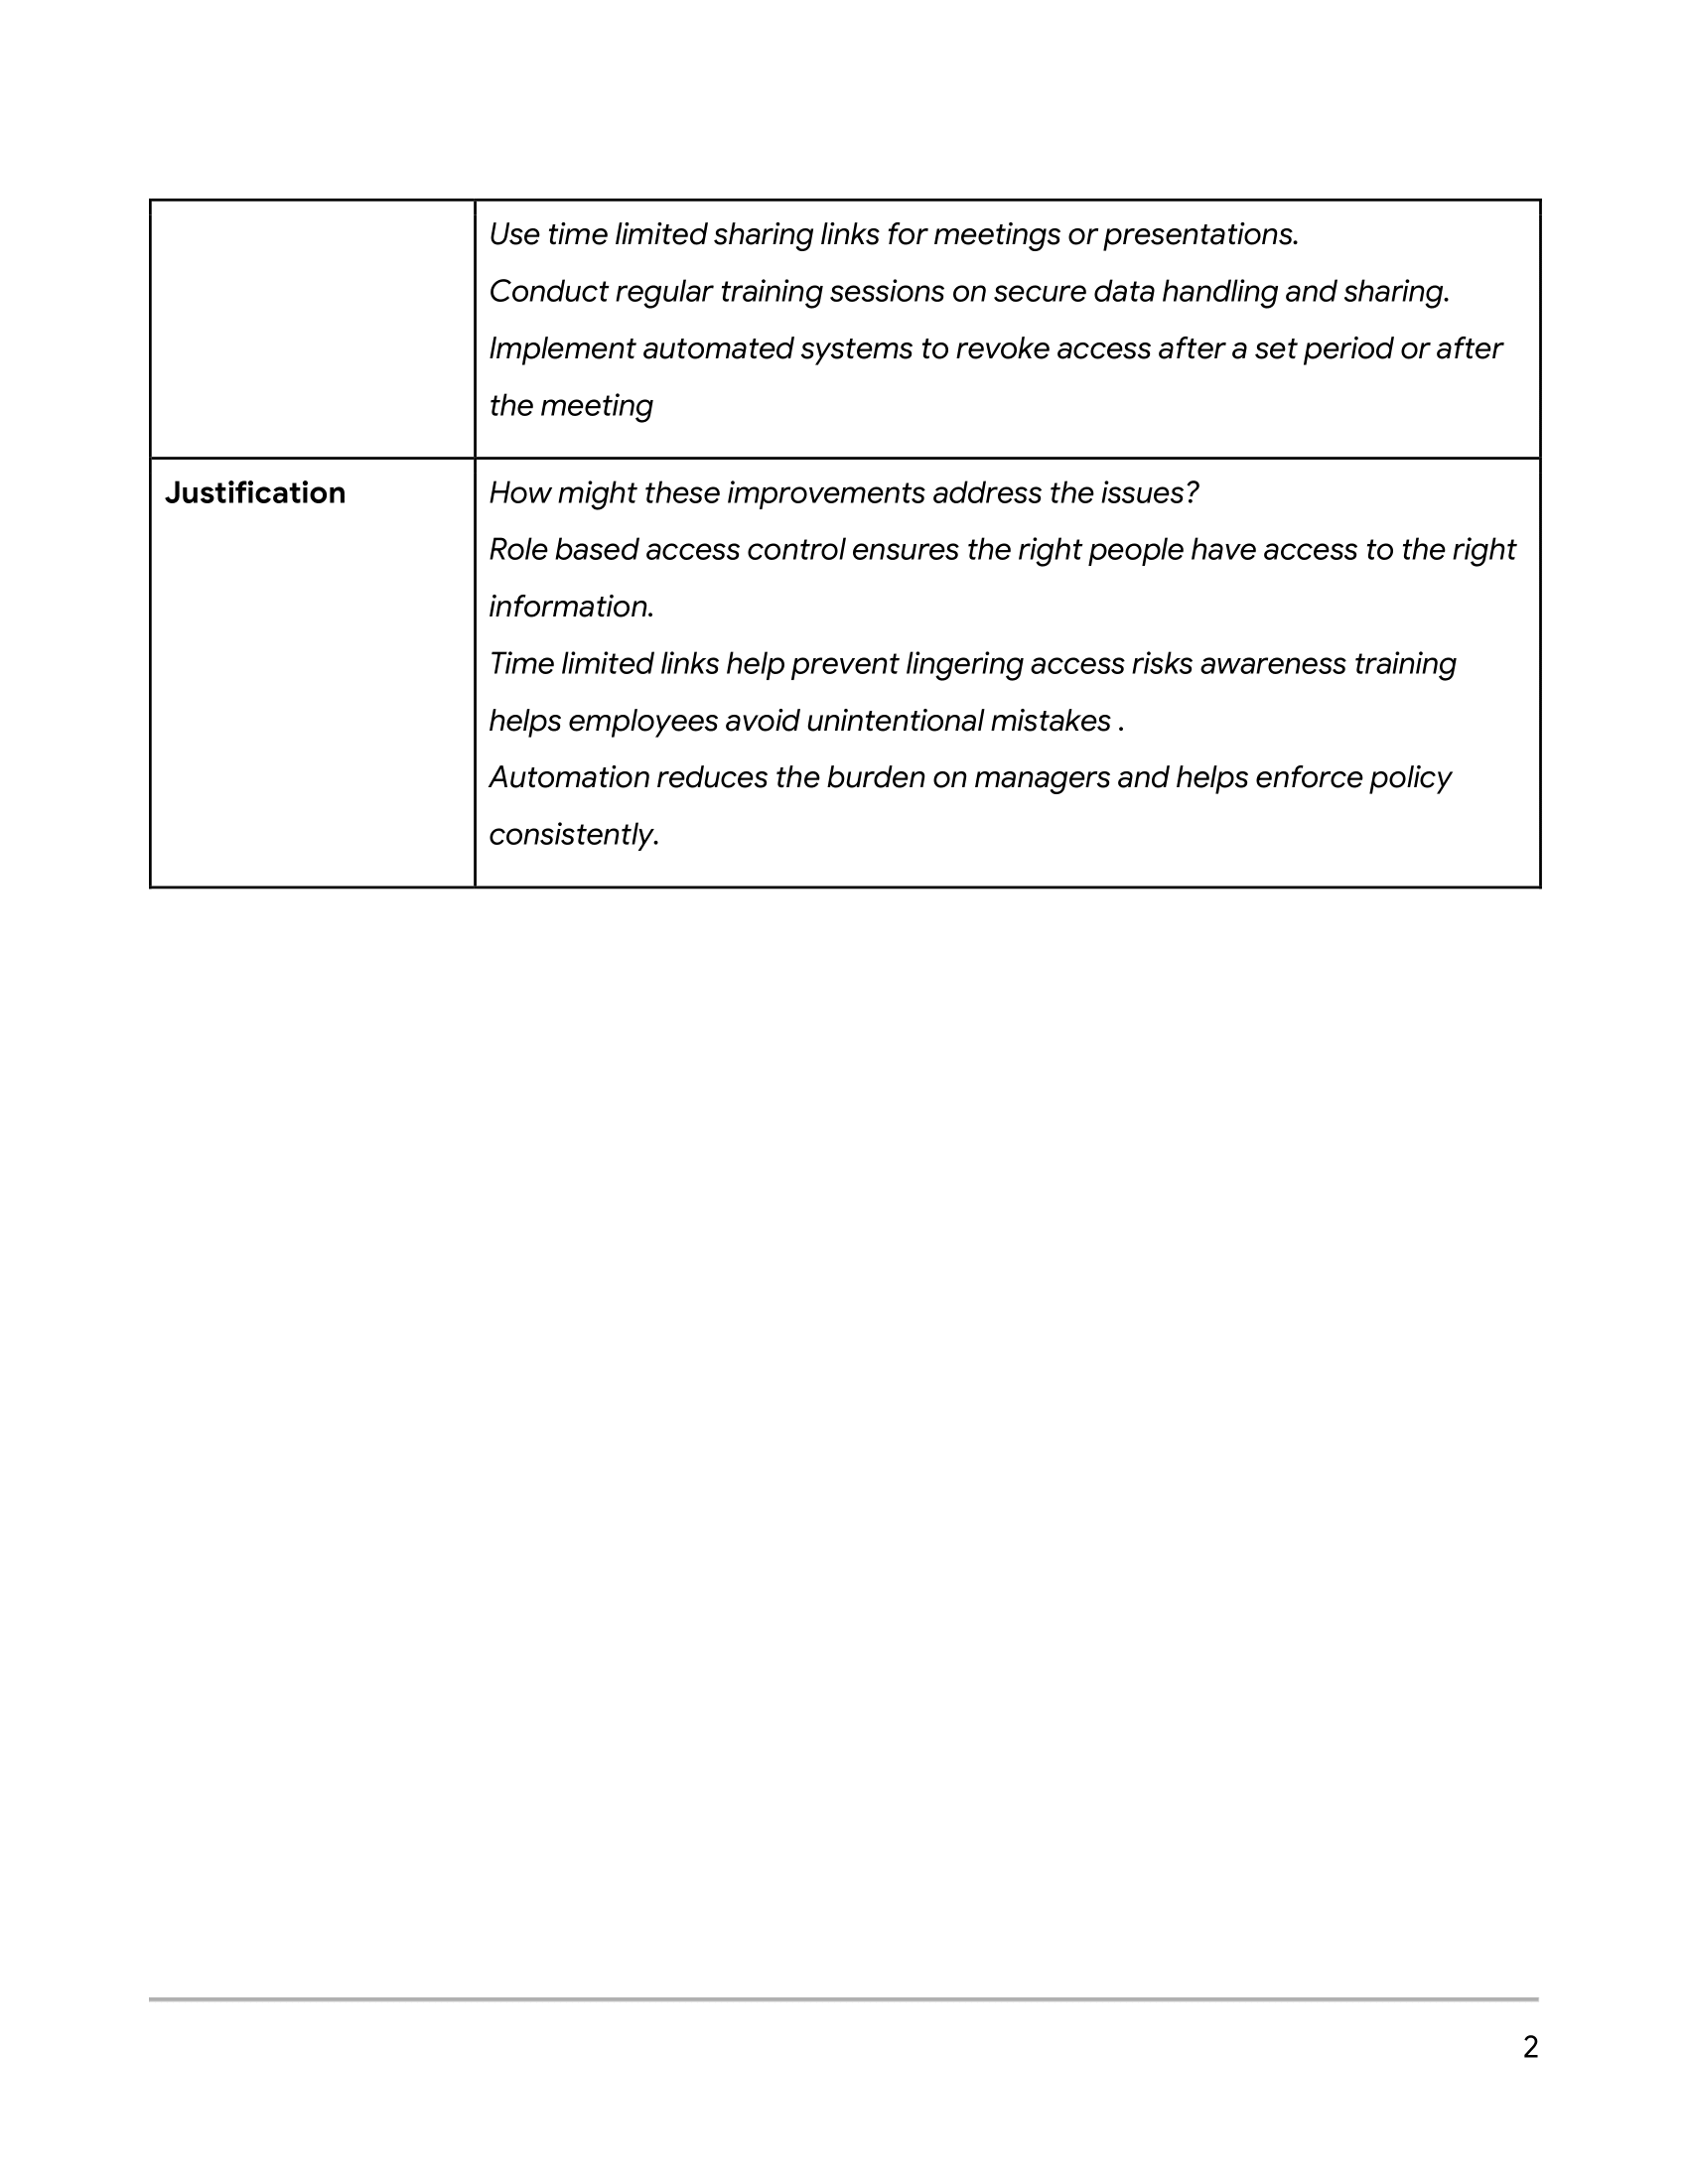 Use time limited sharing links for meetings or presentations.
Conduct regular training sessions on secure data handling and sharing.
Implement automated systems to revoke access after a set period or after
the meeting
Justification
How might these improvements address the issues?
Role based access control ensures the right people have access to the right
information.
Time limited links help prevent lingering access risks awareness training
helps employees avoid unintentional mistakes .
Automation reduces the burden on managers and helps enforce policy
consistently.
2